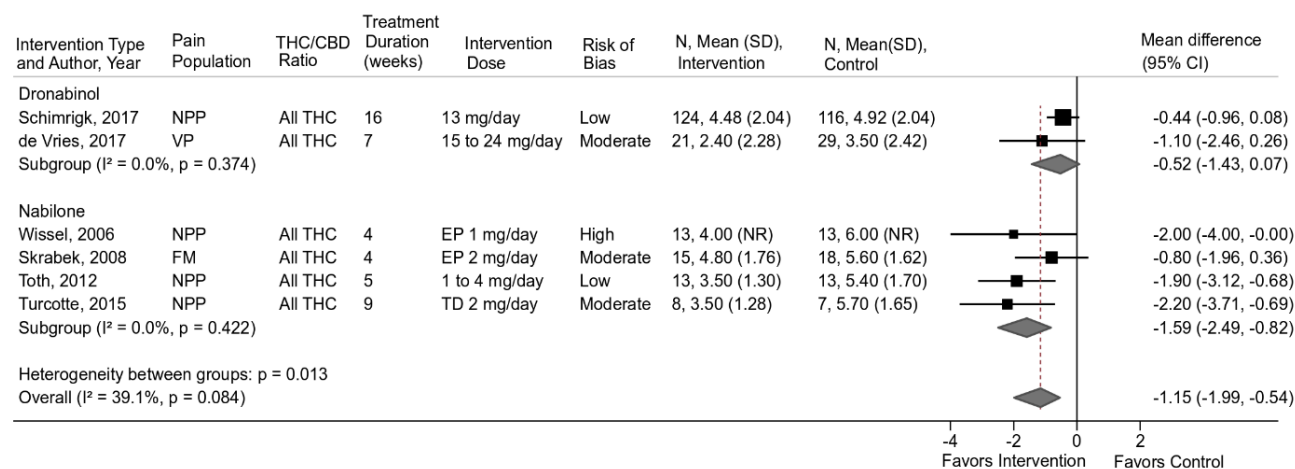 Intervention Type and Author, Year Pain Population THC/CBD Ratio Treatment Duration (weeks) Intervention Dose Risk of Bias N, Mean (SD), Intervention N, Mean(SD), Control Mean difference (95% CI)
Dronabinol
Schimrigk, 2017 NPP All THC 16 13 mg/day Low 124, 4.48 (2.04) 116, 4.92 (2.04) -0.44 (-0.96, 0.08)
de Vries, 2017 VP All THC 7 15 to 24 mg/day Moderate 21, 2.40 (2.28) 29, 3.50 (2.42) -1.10 (-2.46, 0.26)
Subgroup (I² = 0.0%, p = 0.374) -0.52 (-1.43, 0.07)
Nabilone
Wissel, 2006 NPP All THC 4 EP 1 mg/day High 13, 4.00 (NR) 13, 6.00 (NR) -2.00 (-4.00, -0.00)
Skrabek, 2008 FM All THC 4 EP 2 mg/day Moderate 15, 4.80 (1.76) 18, 5.60 (1.62) -0.80 (-1.96, 0.36)
Toth, 2012 NPP All THC 5 1 to 4 mg/day Low 13, 3.50 (1.30) 13, 5.40 (1.70) -1.90 (-3.12, -0.68)
Turcotte, 2015 NPP All THC 9 TD 2 mg/day Moderate 8, 3.50 (1.28) 7, 5.70 (1.65) -2.20 (-3.71, -0.69)
Subgroup (I² = 0.0%, p = 0.422) -1.59 (-2.49, -0.82)
Heterogeneity between groups: p = 0.013
Overall (I² = 39.1%, p = 0.084) -1.15 (-1.99, -0.54)
-4 -2 0 2
Favors Intervention Favors Control